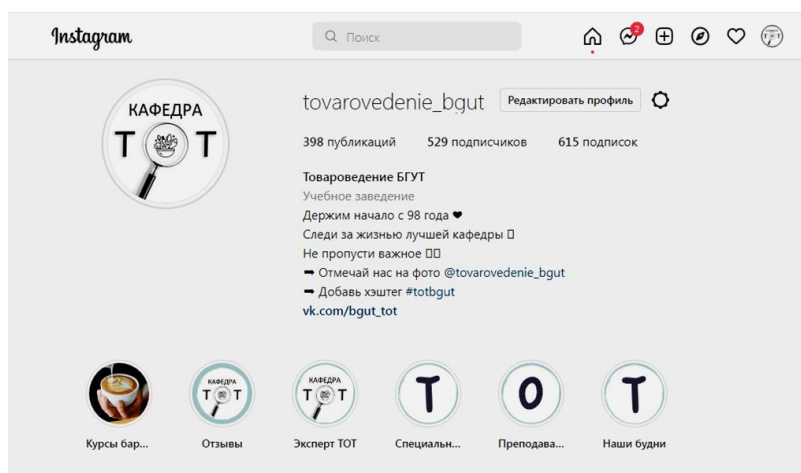 Instagram
Поиск
2
КАФЕДРА
Т Т
tovarovedenie_bgut
Редактировать профиль
398 публикаций 529 подписчиков 615 подписок
Товароведение БГУТ
Учебное заведение
Держим начало с 98 года ❤
Следи за жизнью лучшей кафедры ▯
Не пропусти важное ▯▯
➡ Отмечай нас на фото @tovarovedenie_bgut
➡ Добавь хэштег #totbgut
vk.com/bgut_tot
КАФЕДРА
Т Т
КАФЕДРА
Т Т
Т
О
Т
Курсы бар... Отзывы Эксперт ТОТ Специальн... Преподава... Наши будни